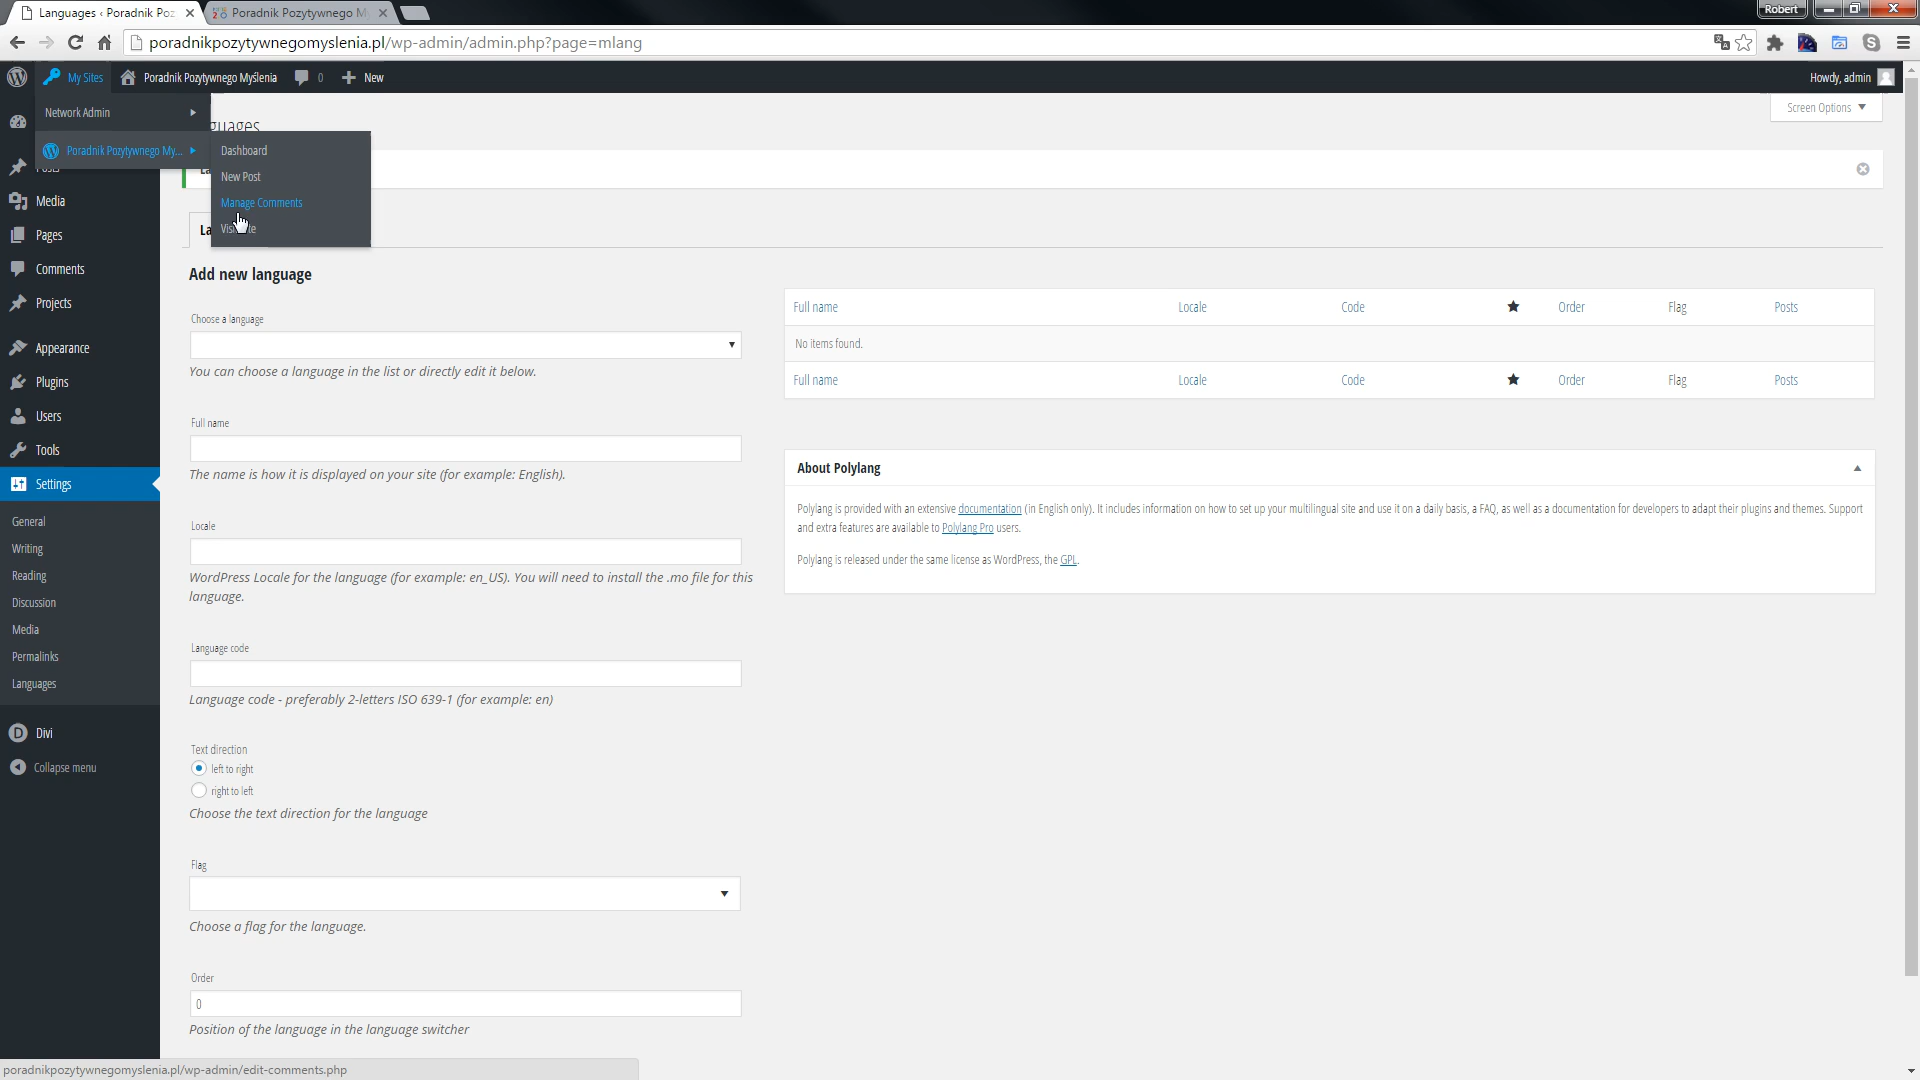 Languages ‹ Poradnik Poz
Poradnik Pozytywnego M
Robert
poradnikpozytywnegomyslenia.pl/wp-admin/admin.php?page=mlang
My Sites
Poradnik Pozytywnego Myślenia
0
New
Howdy, admin
Network Admin
Screen Options
guages
Poradnik Pozytywnego My...
Dashboard
New Post
Manage Comments
La
Media
Pages
Comments
Projects
Appearance
Plugins
Users
Tools
Settings
General
Writing
Reading
Discussion
Media
Permalinks
Languages
Divi
Collapse menu
Add new language
Choose a language
You can choose a language in the list or directly edit it below.
Full name
The name is how it is displayed on your site (for example: English).
Locale
WordPress Locale for the language (for example: en_US). You will need to install the .mo file for this
language.
Language code
Language code - preferably 2-letters ISO 639-1 (for example: en)
Text direction
left to right
right to left
Choose the text direction for the language
Flag
Choose a flag for the language.
Order
0
Position of the language in the language switcher
Full name Locale Code Order Flag Posts
No items found.
Full name Locale Code Order Flag Posts
About Polylang
Polylang is provided with an extensive documentation (in English only). It includes information on how to set up your multilingual site and use it on a daily basis, a FAQ, as well as a documentation for developers to adapt their plugins and themes. Support
and extra features are available to Polylang Pro users.
Polylang is released under the same license as WordPress, the GPL.
poradnikpozytywnegomyslenia.pl/wp-admin/edit-comments.php